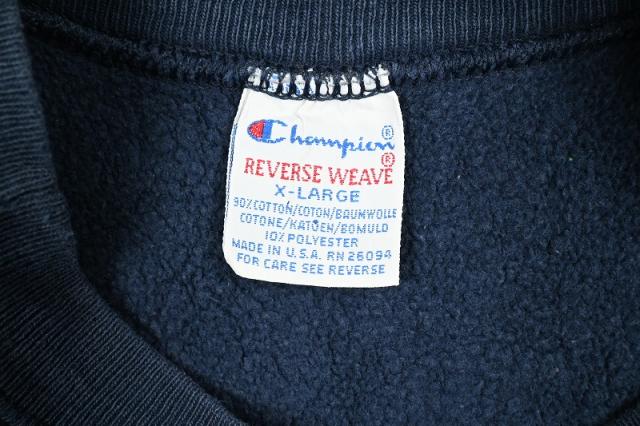 Champion®
REVERSE WEAVE®
X-LARGE
90% COTTON/COTON/BAUMWOLLE
COTONE/KATOEN/BOMULD
10% POLYESTER
MADE IN U.S.A. RN 26094
FOR CARE SEE REVERSE